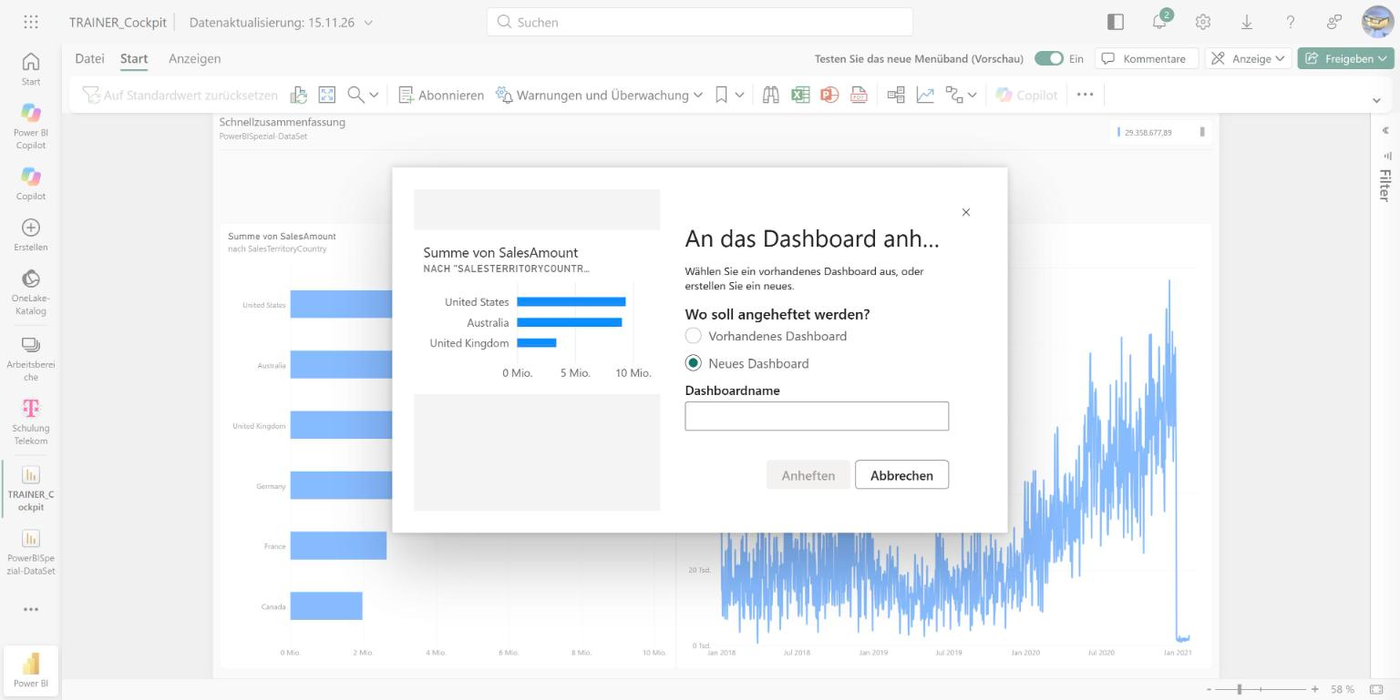 TRAINER_Cockpit
Datenaktualisierung: 15.11.26
Suchen
2
Datei
Start
Anzeigen
Testen Sie das neue Menüband (Vorschau)
Ein
Kommentare
Anzeige
Freigeben
Auf Standardwert zurücksetzen
Abonnieren
Warnungen und Überwachung
Copilot
Start
Power BI
Copilot
Copilot
Erstellen
OneLake-
Katalog
Arbeitsberei
che
Schulung
Telekom
TRAINER_C
ockpit
PowerBISpe
zial-DataSet
Power BI
Schnellzusammenfassung
PowerBISpezial-DataSet
29.358.677,89
Filter
Summe von SalesAmount
nach SalesTerritoryCountry
United States
Australia
United Kingdom
Germany
France
Canada
0 Mio.
2 Mio.
4 Mio.
6 Mio.
8 Mio.
10 Mio.
Summe von SalesAmount
NACH "SALESTERRITORYCOUNTR...
United States
Australia
United Kingdom
0 Mio.
5 Mio.
10 Mio.
An das Dashboard anh...
Wählen Sie ein vorhandenes Dashboard aus, oder
erstellen Sie ein neues.
Wo soll angeheftet werden?
Vorhandenes Dashboard
Neues Dashboard
Dashboardname
Anheften
Abbrechen
20 Tsd.
0 Tsd.
Jan 2018
Jul 2018
Jan 2019
Jul 2019
Jan 2020
Jul 2020
Jan 2021
58 %